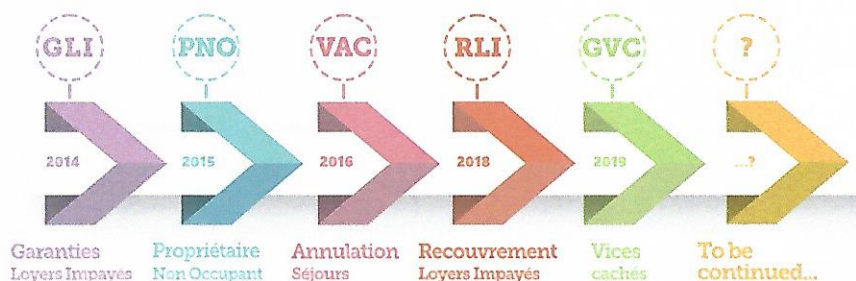 GLI PNO VAC RLI GVC ?
2014 2015 2016 2018 2019 ...?
Garanties
Loyers Impayés
Propriétaire
Non Occupant
Annulation
Séjours
Recouvrement
Loyers Impayés
Vices
cachés
To be
continued...